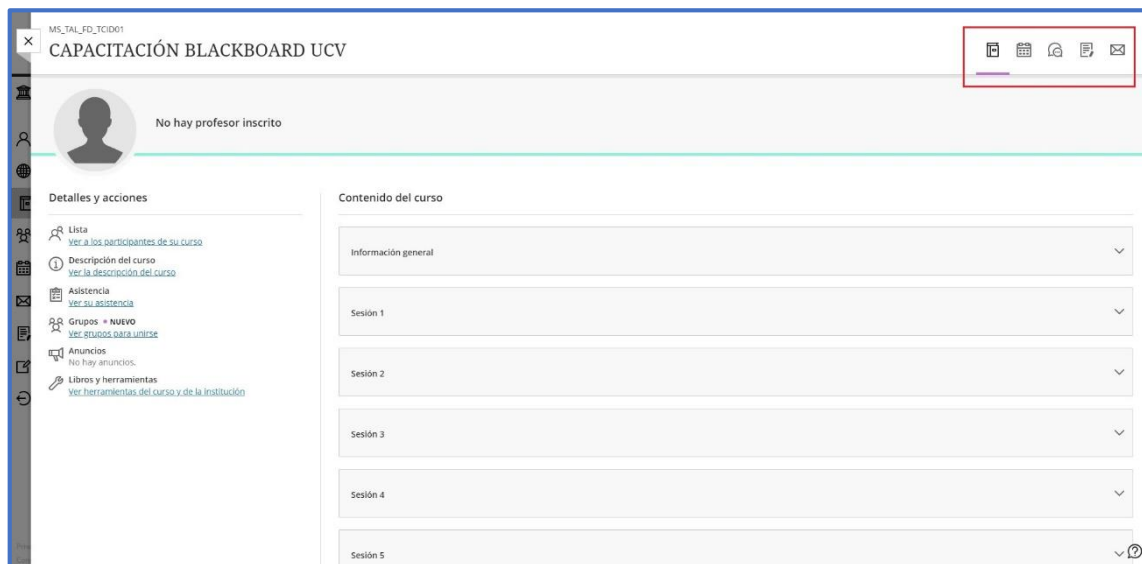 MS_TAL_FD_TCID01
CAPACITACIÓN BLACKBOARD UCV
No hay profesor inscrito
Detalles y acciones
Lista
Ver a los participantes de su curso
Descripción del curso
Ver la descripción del curso
Asistencia
Ver su asistencia
Grupos • NUEVO
Ver grupos para unirse
Anuncios
No hay anuncios.
Libros y herramientas
Ver herramientas del curso y de la institución
Contenido del curso
Información general
Sesión 1
Sesión 2
Sesión 3
Sesión 4
Sesión 5